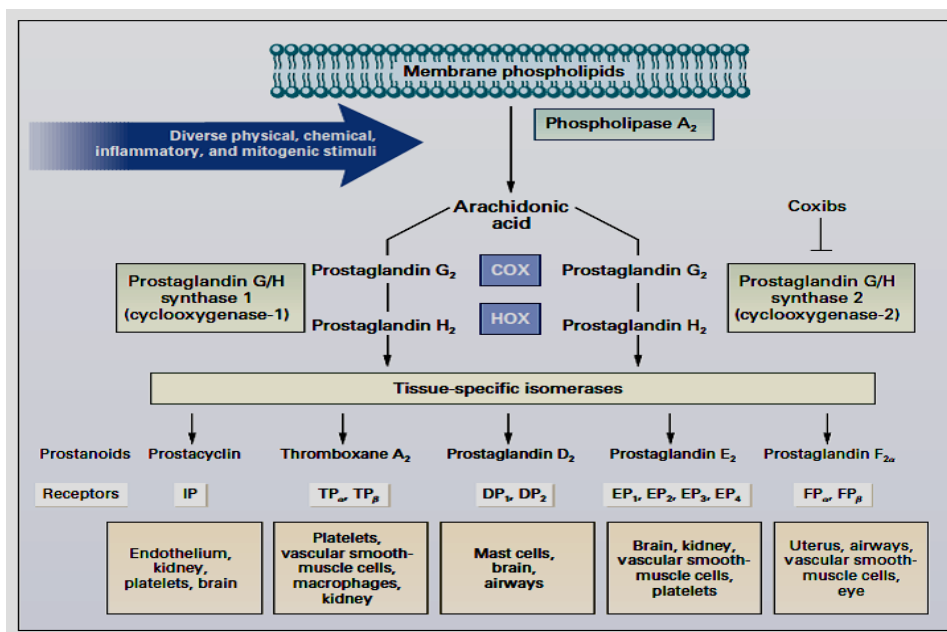 Membrane phospholipids
Phospholipase A₂
Diverse physical, chemical,
inflammatory, and mitogenic stimuli
Arachidonic
acid
Coxibs
Prostaglandin G/H
synthase 1
(cyclooxygenase-1)
Prostaglandin G₂
COX
Prostaglandin G₂
Prostaglandin H₂
HOX
Prostaglandin H₂
Prostaglandin G/H
synthase 2
(cyclooxygenase-2)
Tissue-specific isomerases
Prostanoids Prostacyclin Thromboxane A₂ Prostaglandin D₂ Prostaglandin E₂ Prostaglandin F₂α
Receptors IP TPα, TPβ DP₁, DP₂ EP₁, EP₂, EP₃, EP₄ FPα, FPβ
Endothelium,
kidney,
platelets, brain
Platelets,
vascular smooth-
muscle cells,
macrophages,
kidney
Mast cells,
brain,
airways
Brain, kidney,
vascular smooth-
muscle cells,
platelets
Uterus, airways,
vascular smooth-
muscle cells,
eye